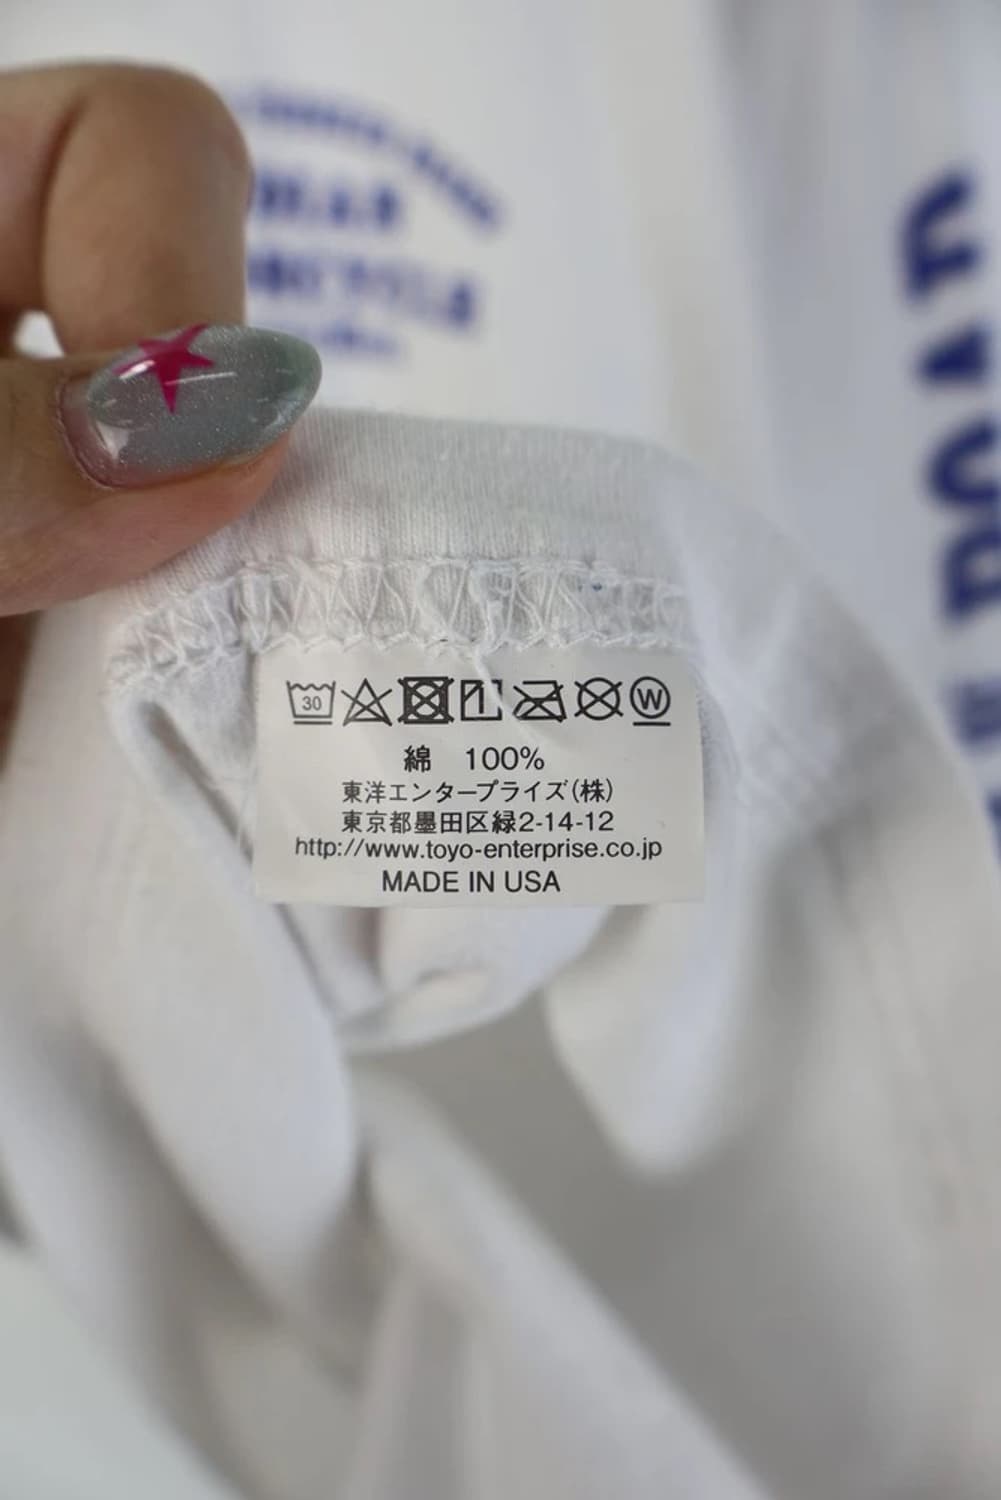 30
W
綿 100%
東洋エンタープライズ(株)
東京都墨田区緑2-14-12
http://www.toyo-enterprise.co.jp
MADE IN USA